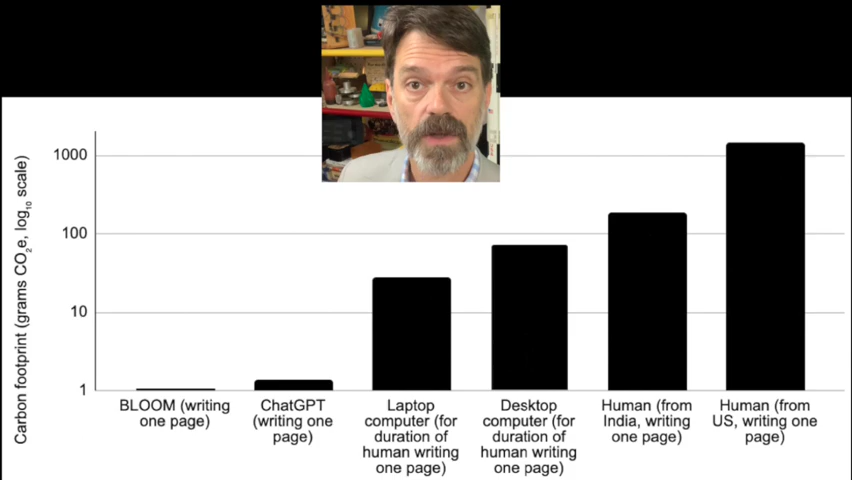 Carbon footprint (grams CO₂e, log₁₀ scale)
1000
100
10
1
BLOOM (writing
one page)
ChatGPT
(writing one
page)
Laptop
computer (for
duration of
human writing
one page)
Desktop
computer (for
duration of
human writing
one page)
Human (from
India, writing
one page)
Human (from
US, writing one
page)